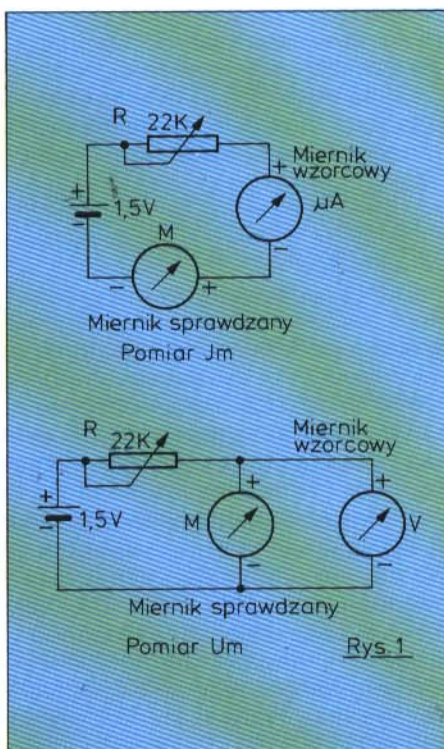 R 22K
Miernik
wzorcowy
+
+
1,5V
-
M
µA
-
-
+
Miernik sprawdzany
Pomiar Jm
R 22K
Miernik
wzorcowy
+
+
+
1,5V
-
M
V
-
-
Miernik sprawdzany
Pomiar Um
Rys.1